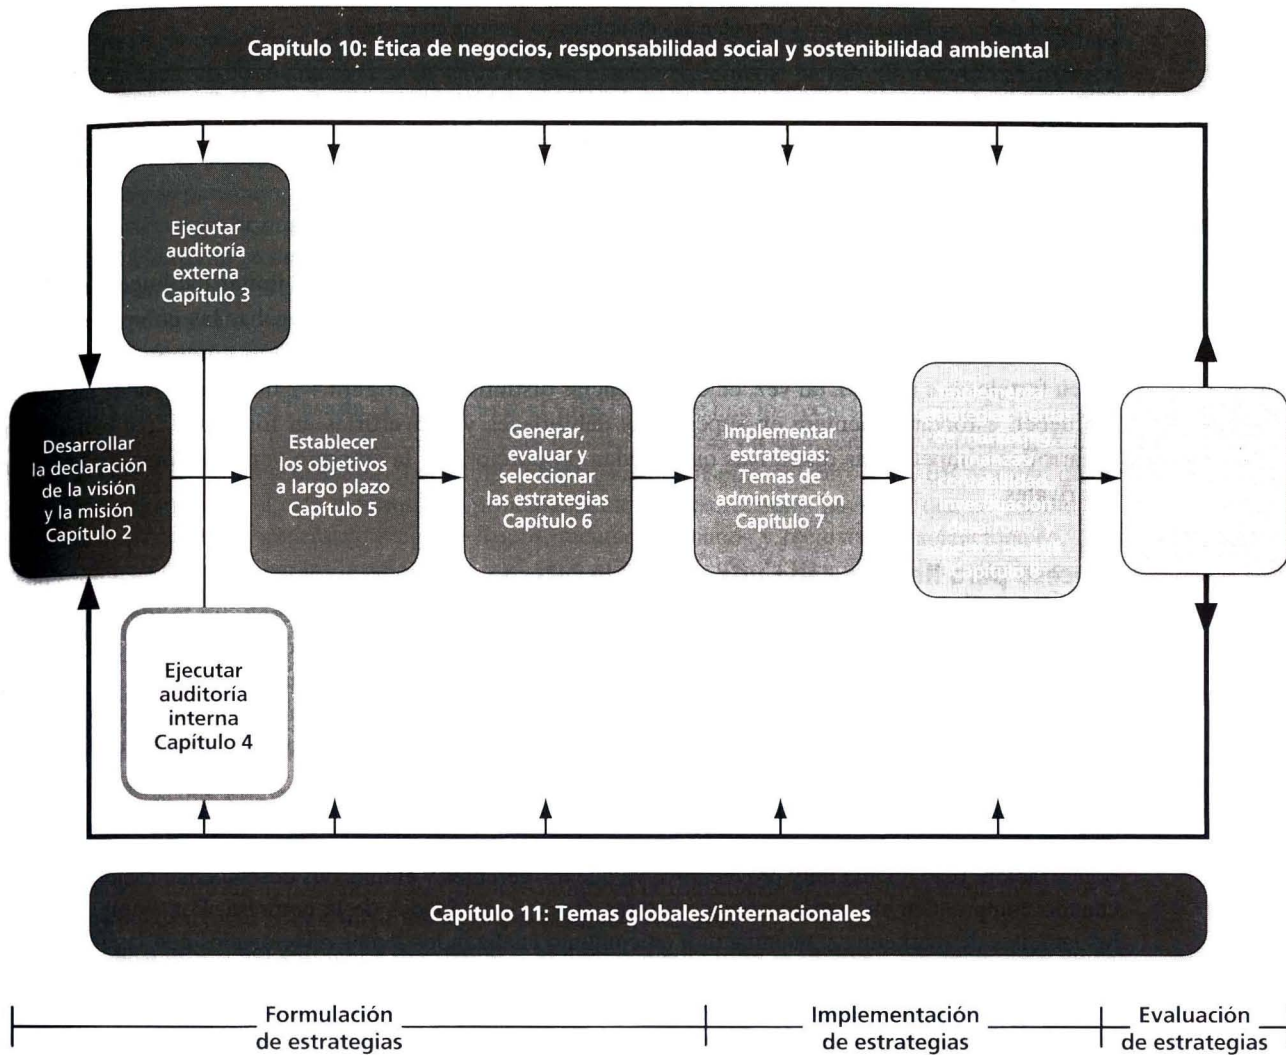 Capítulo 10: Ética de negocios, responsabilidad social y sostenibilidad ambiental
Ejecutar
auditoría
externa
Capítulo 3
Desarrollar
la declaración
de la visión
y la misión
Capítulo 2
Establecer
los objetivos
a largo plazo
Capítulo 5
Generar,
evaluar y
seleccionar
las estrategias
Capítulo 6
Implementar
estrategias:
Temas de
administración
Capítulo 7
Ejecutar
auditoría
interna
Capítulo 4
Capítulo 11: Temas globales/internacionales
Formulación
de estrategias
Implementación
de estrategias
Evaluación
de estrategias